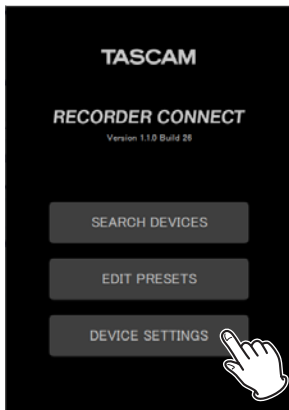 TASCAM
RECORDER CONNECT
Version 1.1.0 Build 26
SEARCH DEVICES
EDIT PRESETS
DEVICE SETTINGS